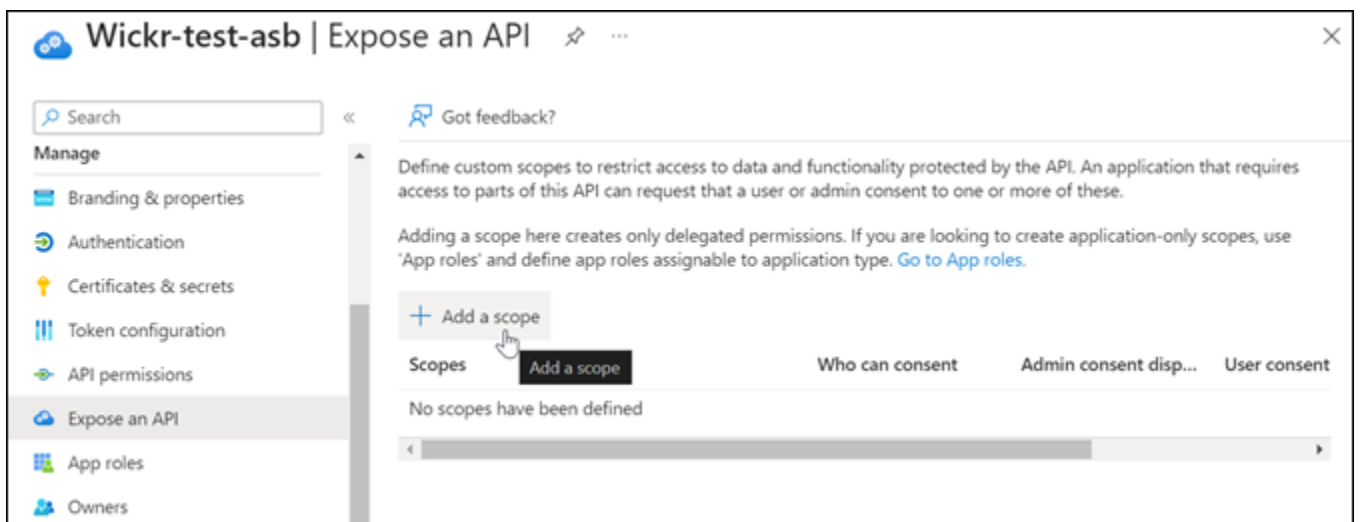 Wickr-test-asb | Expose an API ...
Search
«
Manage
Branding & properties
Authentication
Certificates & secrets
Token configuration
API permissions
Expose an API
App roles
Owners
Got feedback?
Define custom scopes to restrict access to data and functionality protected by the API. An application that requires
access to parts of this API can request that a user or admin consent to one or more of these.
Adding a scope here creates only delegated permissions. If you are looking to create application-only scopes, use
'App roles' and define app roles assignable to application type. Go to App roles.
Add a scope
Add a scope
Scopes Who can consent Admin consent disp... User consent
No scopes have been defined